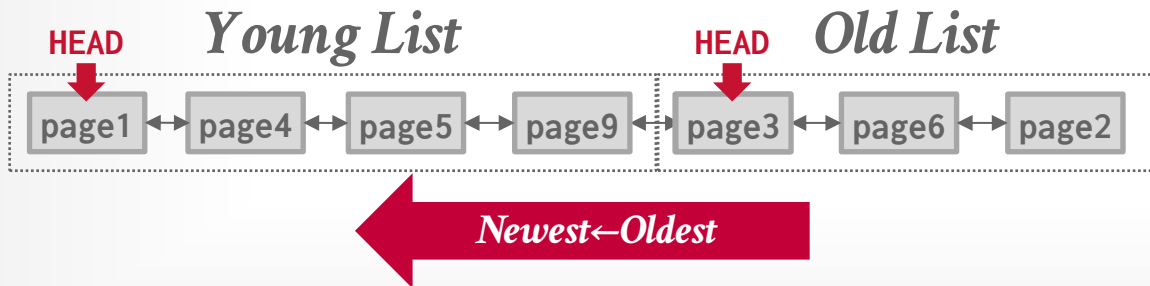 Young List
Old List
HEAD
HEAD
page1
page4
page5
page9
page3
page6
page2
Newest←Oldest